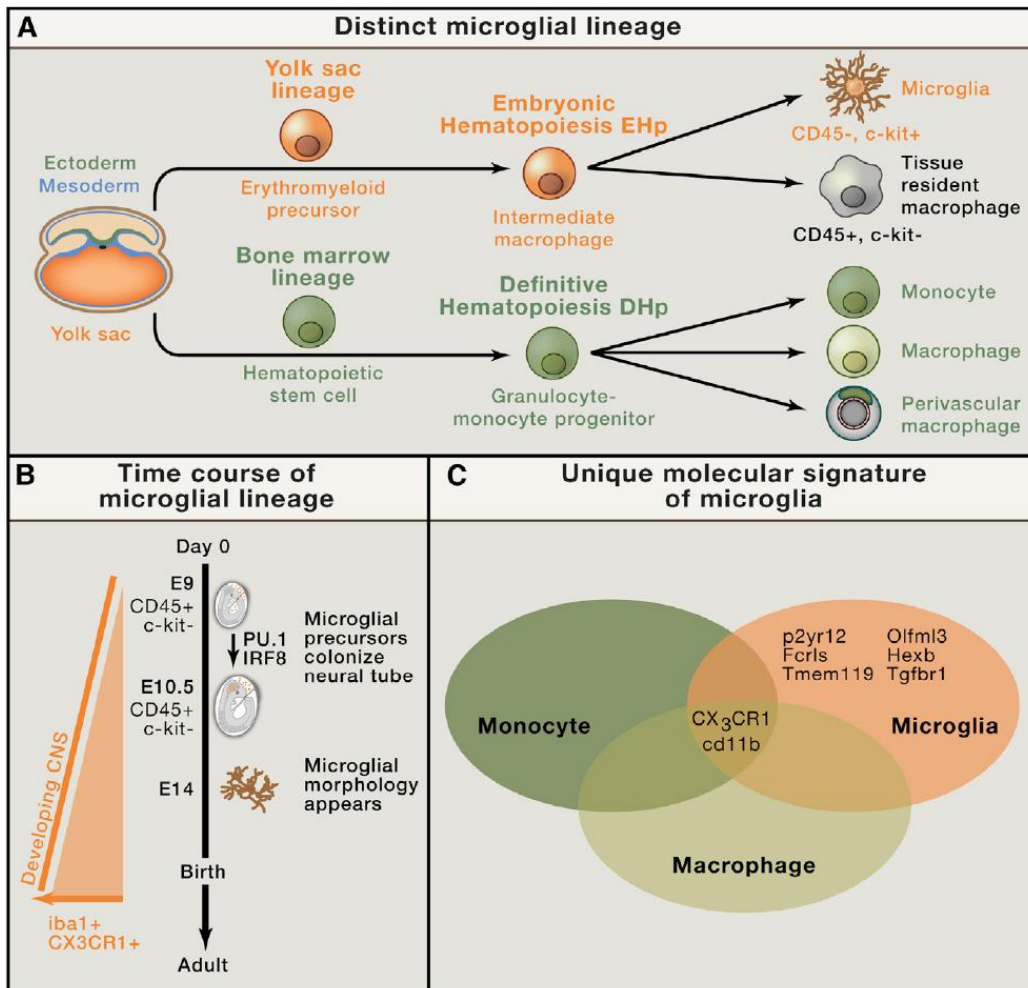 A
Distinct microglial lineage
Yolk sac
lineage
Erythromyeloid
precursor
Embryonic
Hematopoiesis EHp
Intermediate
macrophage
Microglia
CD45-, c-kit+
Tissue
resident
macrophage
CD45+, c-kit-
Ectoderm
Mesoderm
Yolk sac
Bone marrow
lineage
Hematopoietic
stem cell
Definitive
Hematopoiesis DHp
Granulocyte-
monocyte progenitor
Monocyte
Macrophage
Perivascular
macrophage
B
Time course of
microglial lineage
Day 0
E9
CD45+
c-kit-
PU.1
IRF8
Microglial
precursors
colonize
neural tube
E10.5
CD45+
c-kit-
E14
Microglial
morphology
appears
Developing CNS
Birth
iba1+
CX3CR1+
Adult
C
Unique molecular signature
of microglia
p2yr12 Olfml3
Fcrls Hexb
Tmem119 Tgfbr1
Monocyte
CX3CR1
cd11b
Microglia
Macrophage